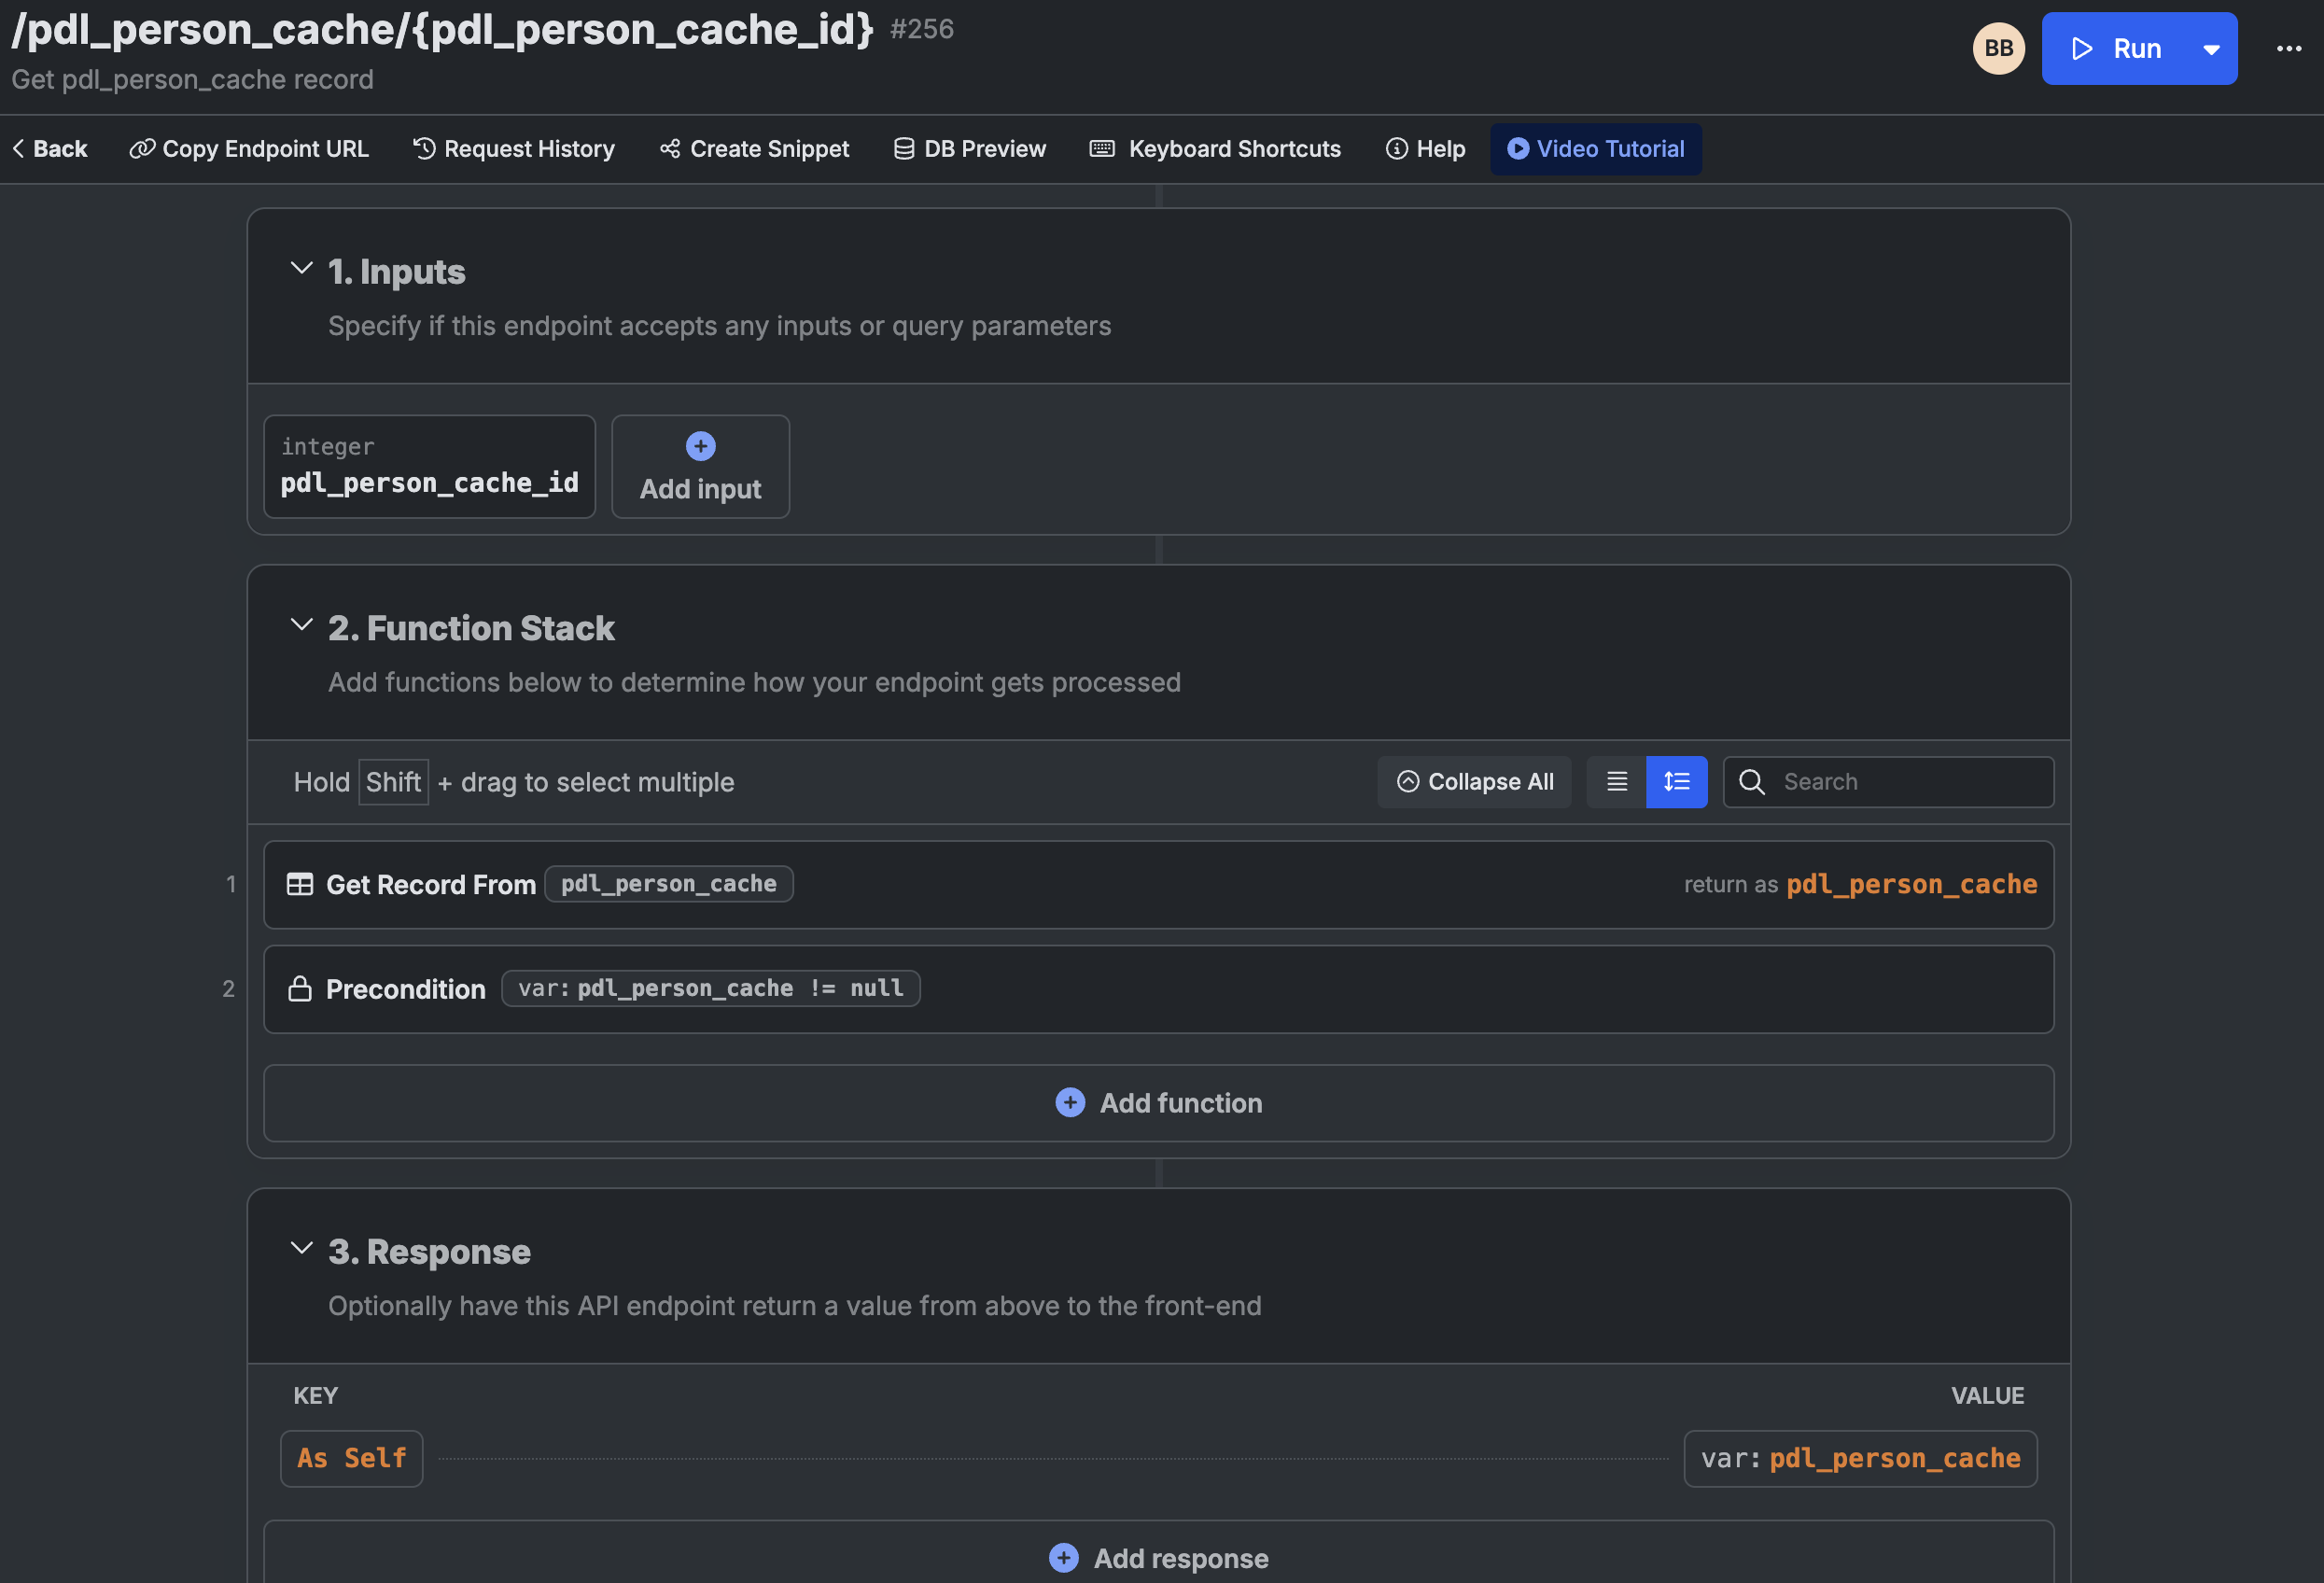 /pdl_person_cache/{pdl_person_cache_id} #256
Get pdl_person_cache record
BB
Run
Back
Copy Endpoint URL
Request History
Create Snippet
DB Preview
Keyboard Shortcuts
Help
Video Tutorial
1. Inputs
Specify if this endpoint accepts any inputs or query parameters
integer
pdl_person_cache_id
Add input
2. Function Stack
Add functions below to determine how your endpoint gets processed
Hold Shift + drag to select multiple
Collapse All
Search
1 Get Record From pdl_person_cache return as pdl_person_cache
2 Precondition var: pdl_person_cache != null
Add function
3. Response
Optionally have this API endpoint return a value from above to the front-end
KEY VALUE
As Self var: pdl_person_cache
Add response